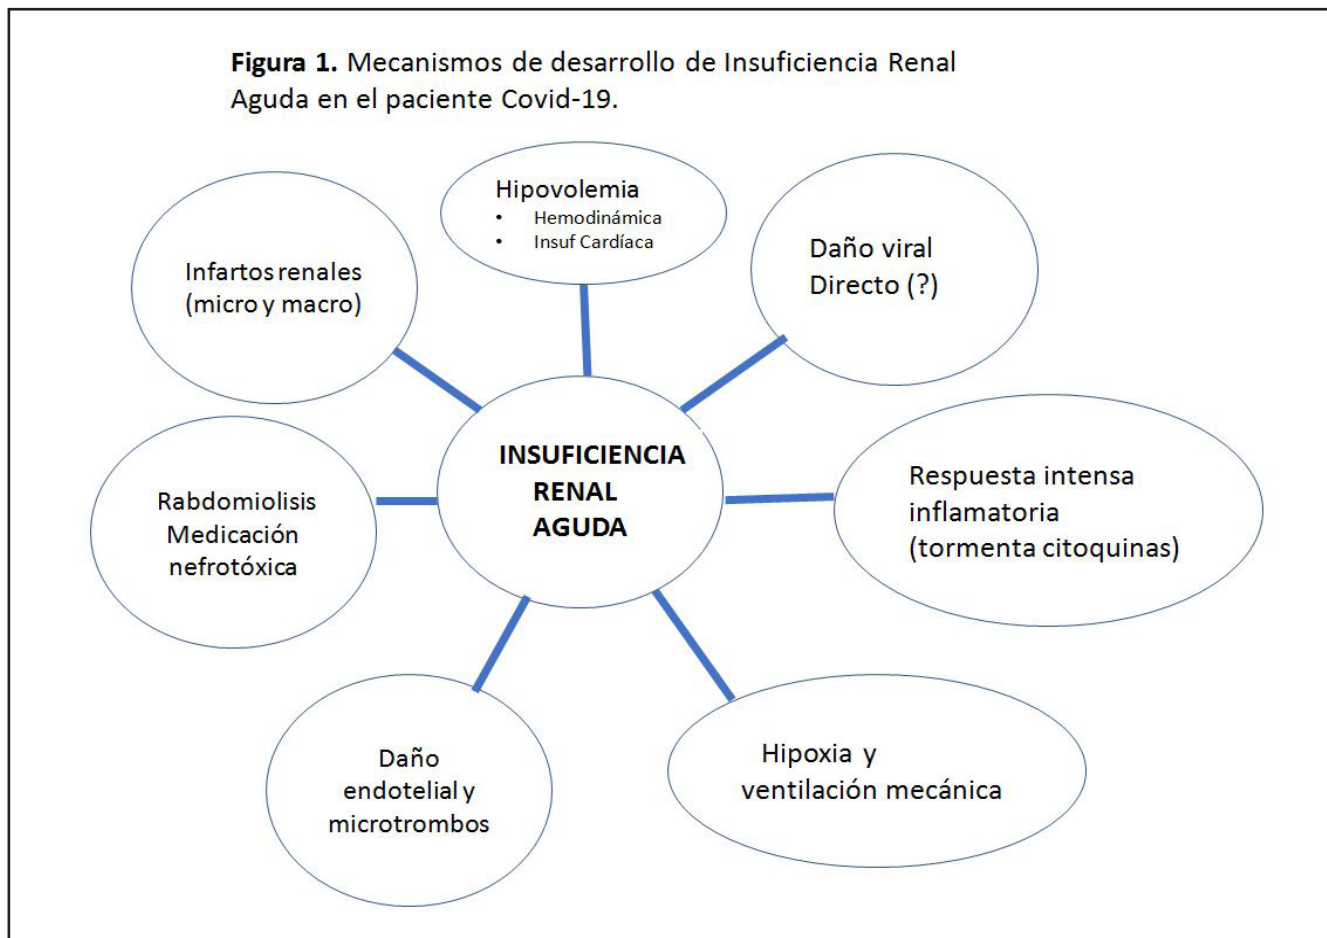 Figura 1. Mecanismos de desarrollo de Insuficiencia Renal
Aguda en el paciente Covid-19.
Hipovolemia
• Hemodinámica
• Insuf Cardíaca
Daño viral
Directo (?)
Infartos renales
(micro y macro)
INSUFICIENCIA
RENAL
AGUDA
Respuesta intensa
inflamatoria
(tormenta citoquinas)
Rabdomiolisis
Medicación
nefrotóxica
Daño
endotelial y
microtrombos
Hipoxia y
ventilación mecánica